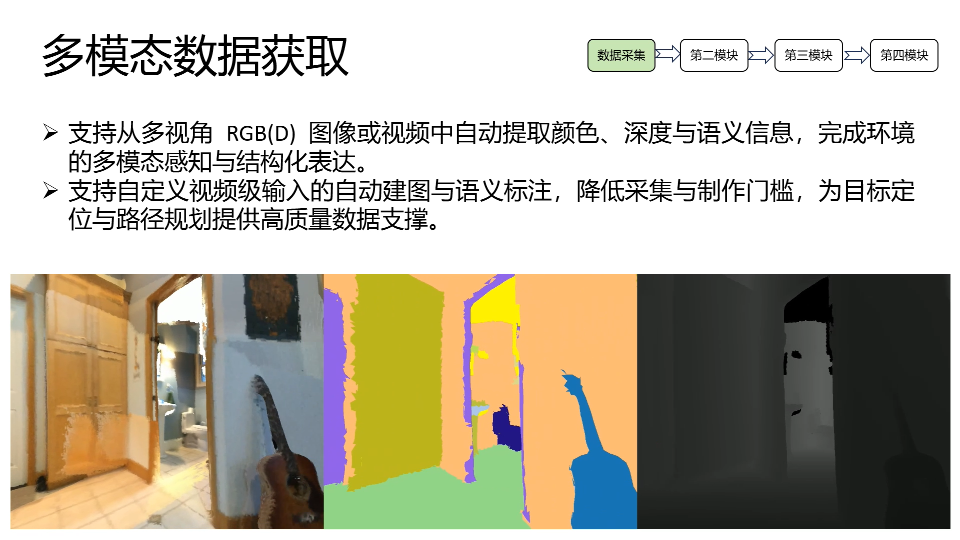 多模态数据获取
数据采集
第二模块
第三模块
第四模块
➢ 支持从多视角 RGB(D) 图像或视频中自动提取颜色、深度与语义信息，完成环境
的多模态感知与结构化表达。
➢ 支持自定义视频级输入的自动建图与语义标注，降低采集与制作门槛，为目标定
位与路径规划提供高质量数据支撑。